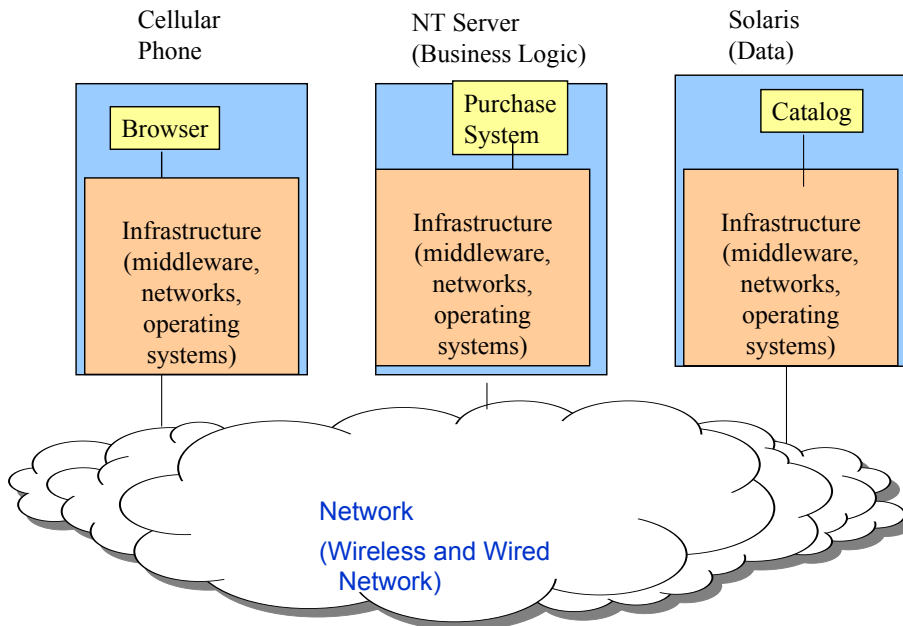 Cellular
Phone
NT Server
(Business Logic)
Solaris
(Data)
Browser
Purchase
System
Catalog
Infrastructure
(middleware,
networks,
operating
systems)
Infrastructure
(middleware,
networks,
operating
systems)
Infrastructure
(middleware,
networks,
operating
systems)
Network
(Wireless and Wired
Network)